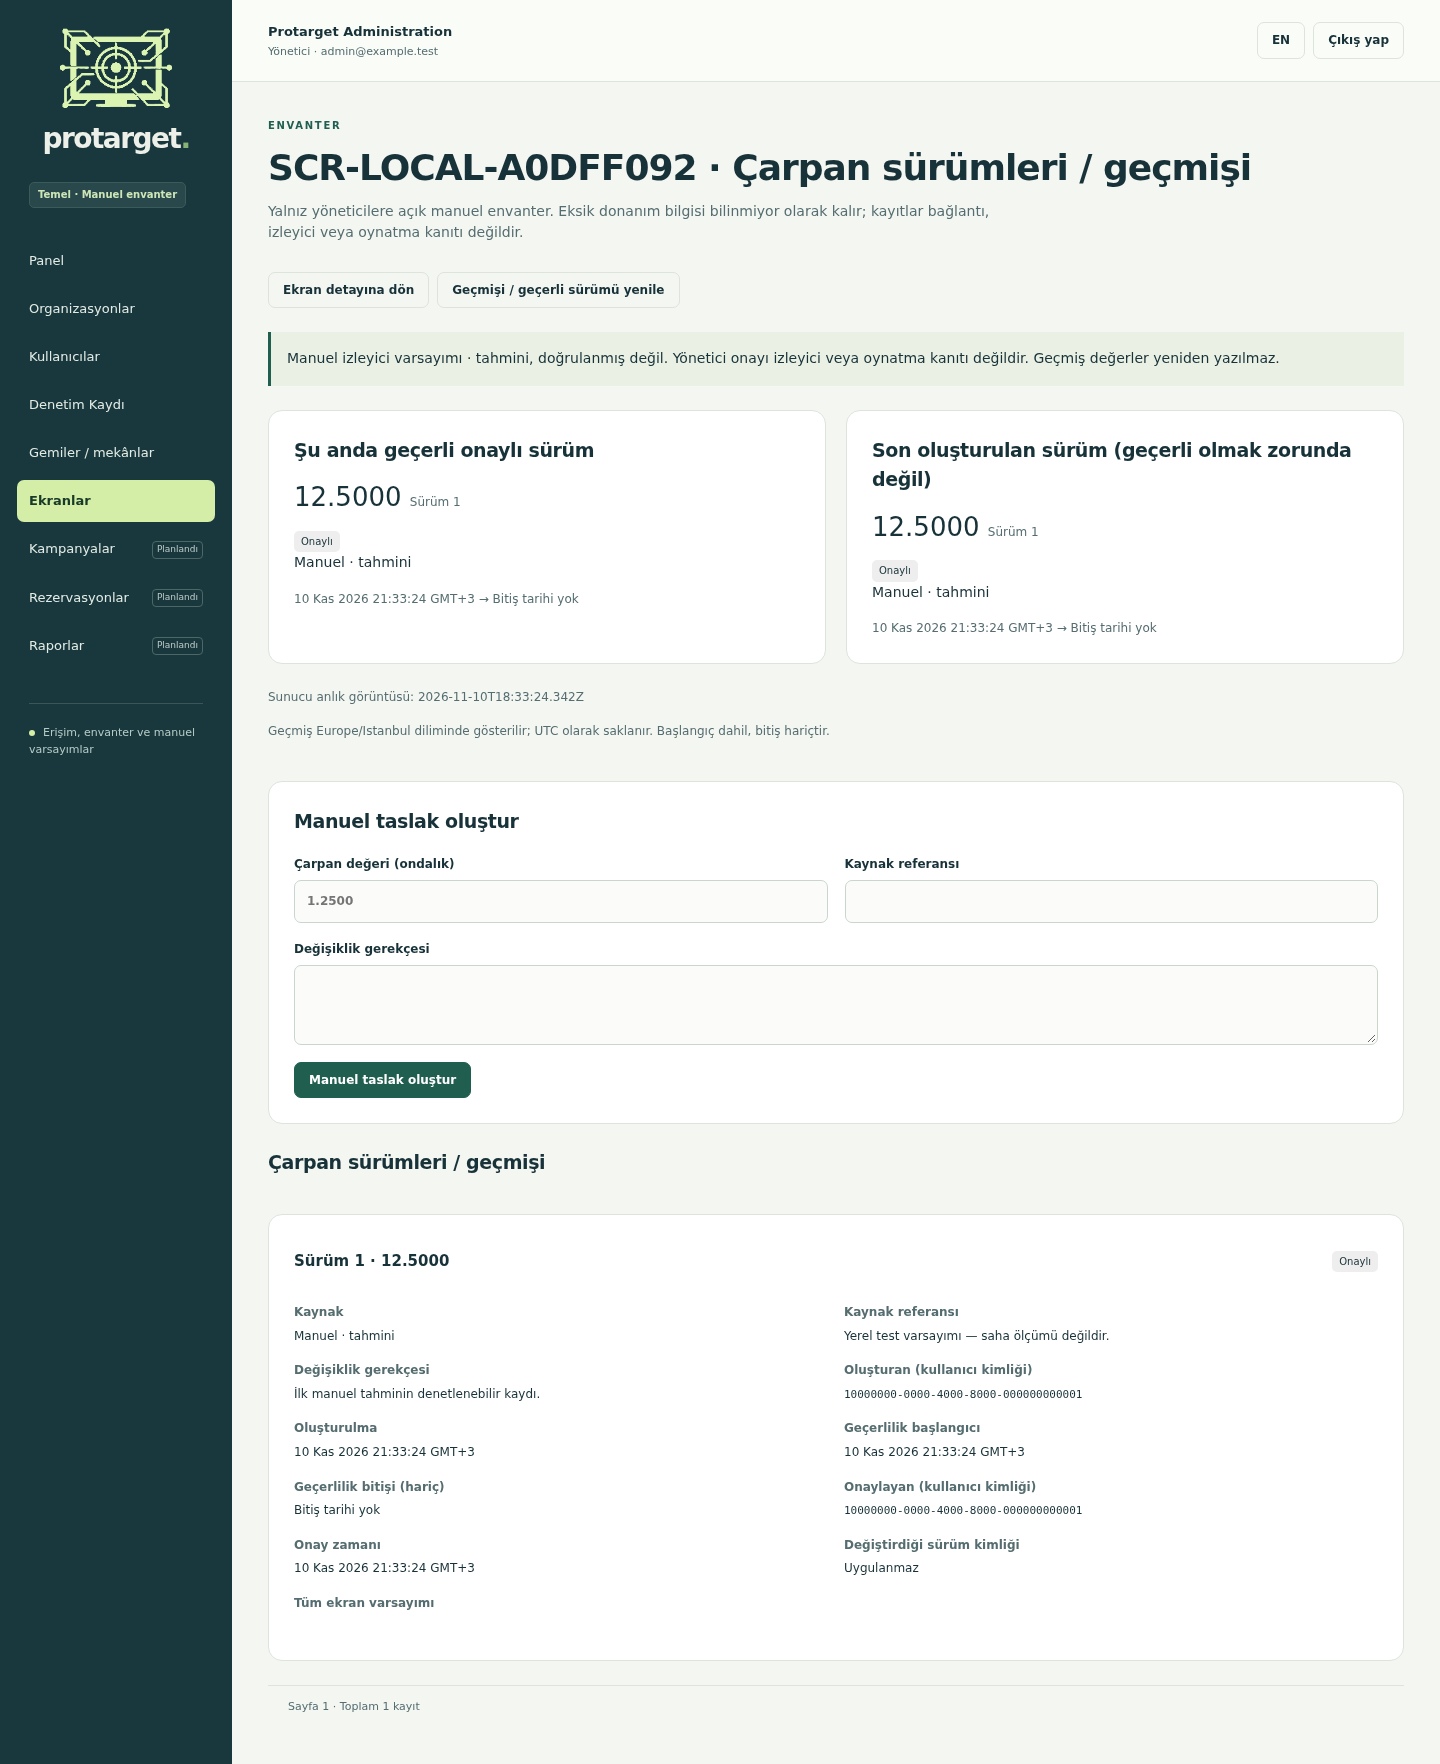 protarget.
Temel · Manuel envanter
Panel
Organizasyonlar
Kullanıcılar
Denetim Kaydı
Gemiler / mekânlar
Ekranlar
Kampanyalar Planlandı
Rezervasyonlar Planlandı
Raporlar Planlandı
Erişim, envanter ve manuel
varsayımlar
Protarget Administration
Yönetici · admin@example.test
EN
Çıkış yap
ENVANTER
SCR-LOCAL-A0DFF092 · Çarpan sürümleri / geçmişi
Yalnız yöneticilere açık manuel envanter. Eksik donanım bilgisi bilinmiyor olarak kalır; kayıtlar bağlantı,
izleyici veya oynatma kanıtı değildir.
Ekran detayına dön
Geçmişi / geçerli sürümü yenile
Manuel izleyici varsayımı · tahmini, doğrulanmış değil. Yönetici onayı izleyici veya oynatma kanıtı değildir. Geçmiş değerler yeniden yazılmaz.
Şu anda geçerli onaylı sürüm
12.5000 Sürüm 1
Onaylı
Manuel · tahmini
10 Kas 2026 21:33:24 GMT+3 → Bitiş tarihi yok
Son oluşturulan sürüm (geçerli olmak zorunda
değil)
12.5000 Sürüm 1
Onaylı
Manuel · tahmini
10 Kas 2026 21:33:24 GMT+3 → Bitiş tarihi yok
Sunucu anlık görüntüsü: 2026-11-10T18:33:24.342Z
Geçmiş Europe/Istanbul diliminde gösterilir; UTC olarak saklanır. Başlangıç dahil, bitiş hariçtir.
Manuel taslak oluştur
Çarpan değeri (ondalık)
1.2500
Kaynak referansı
Değişiklik gerekçesi
Manuel taslak oluştur
Çarpan sürümleri / geçmişi
Sürüm 1 · 12.5000
Onaylı
Kaynak
Manuel · tahmini
Kaynak referansı
Yerel test varsayımı — saha ölçümü değildir.
Değişiklik gerekçesi
İlk manuel tahminin denetlenebilir kaydı.
Oluşturan (kullanıcı kimliği)
10000000-0000-4000-8000-000000000001
Oluşturulma
10 Kas 2026 21:33:24 GMT+3
Geçerlilik başlangıcı
10 Kas 2026 21:33:24 GMT+3
Geçerlilik bitişi (hariç)
Bitiş tarihi yok
Onaylayan (kullanıcı kimliği)
10000000-0000-4000-8000-000000000001
Onay zamanı
10 Kas 2026 21:33:24 GMT+3
Değiştirdiği sürüm kimliği
Uygulanmaz
Tüm ekran varsayımı
Sayfa 1 · Toplam 1 kayıt